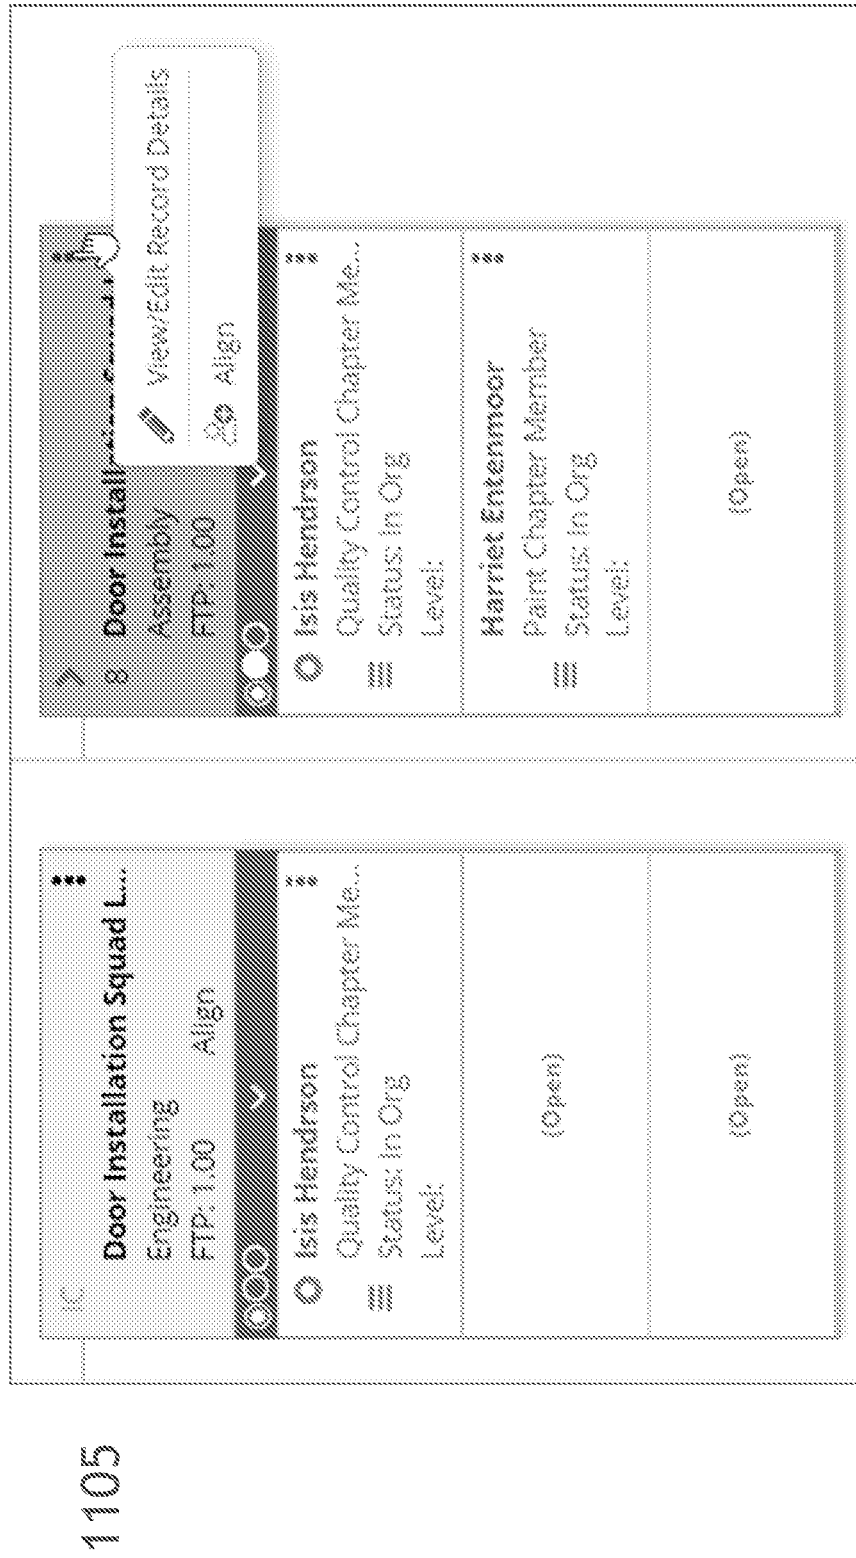 1105
IC
Door Installation Squad L...
Engineering
FTP: 1.00 Align
Isis Hendrson
Quality Control Chapter Me...
Status: In Org
Level:
(Open)
(Open)
8 Door Install
Assembly
FTP: 1.00
View/Edit Record Details
Align
Isis Hendrson
Quality Control Chapter Me...
Status: In Org
Level:
Harriet Entenmoor
Paint Chapter Member
Status: In Org
Level:
(Open)